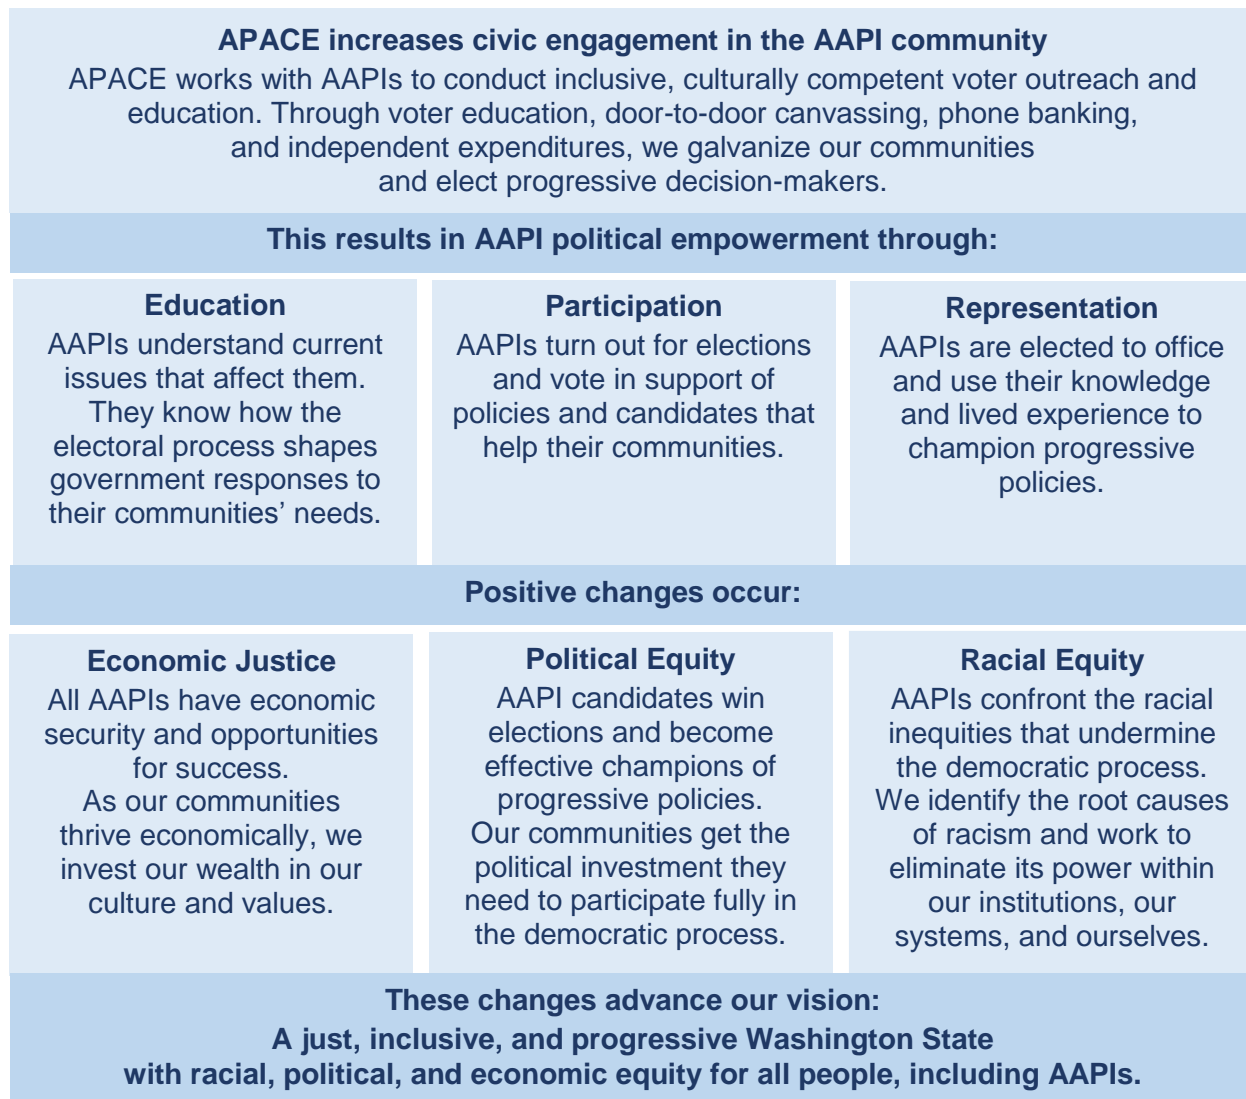 APACE increases civic engagement in the AAPI community
APACE works with AAPIs to conduct inclusive, culturally competent voter outreach and
education. Through voter education, door-to-door canvassing, phone banking,
and independent expenditures, we galvanize our communities
and elect progressive decision-makers.
This results in AAPI political empowerment through:
Education
AAPIs understand current
issues that affect them.
They know how the
electoral process shapes
government responses to
their communities’ needs.
Participation
AAPIs turn out for elections
and vote in support of
policies and candidates that
help their communities.
Representation
AAPIs are elected to office
and use their knowledge
and lived experience to
champion progressive
policies.
Positive changes occur:
Economic Justice
All AAPIs have economic
security and opportunities
for success.
As our communities
thrive economically, we
invest our wealth in our
culture and values.
Political Equity
AAPI candidates win
elections and become
effective champions of
progressive policies.
Our communities get the
political investment they
need to participate fully in
the democratic process.
Racial Equity
AAPIs confront the racial
inequities that undermine
the democratic process.
We identify the root causes
of racism and work to
eliminate its power within
our institutions, our
systems, and ourselves.
These changes advance our vision:
A just, inclusive, and progressive Washington State
with racial, political, and economic equity for all people, including AAPIs.